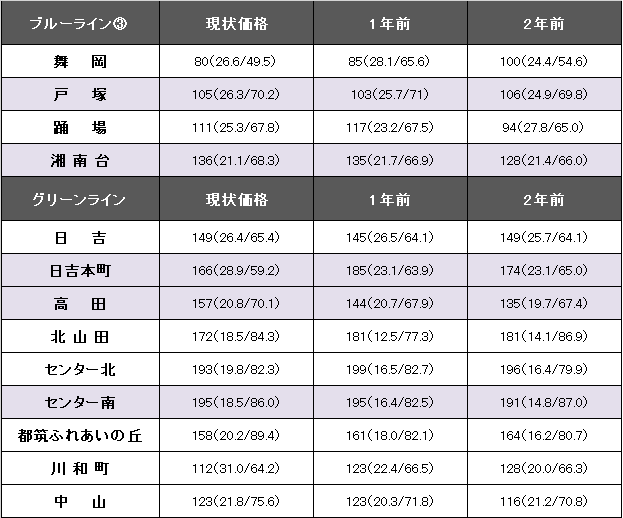 ブルーライン③ 現状価格 1年前 2年前
舞岡 80(26.6/49.5) 85(28.1/65.6) 100(24.4/54.6)
戸塚 105(26.3/70.2) 103(25.7/71) 106(24.9/69.8)
踊場 111(25.3/67.8) 117(23.2/67.5) 94(27.8/65.0)
湘南台 136(21.1/68.3) 135(21.7/66.9) 128(21.4/66.0)
グリーンライン 現状価格 1年前 2年前
日吉 149(26.4/65.4) 145(26.5/64.1) 149(25.7/64.1)
日吉本町 166(28.9/59.2) 185(23.1/63.9) 174(23.1/65.0)
高田 157(20.8/70.1) 144(20.7/67.9) 135(19.7/67.4)
北山田 172(18.5/84.3) 181(12.5/77.3) 181(14.1/86.9)
センター北 193(19.8/82.3) 199(16.5/82.7) 196(16.4/79.9)
センター南 195(18.5/86.0) 195(16.4/82.5) 191(14.8/87.0)
都筑ふれあいの丘 158(20.2/89.4) 161(18.0/82.1) 164(16.2/80.7)
川和町 112(31.0/64.2) 123(22.4/66.5) 128(20.0/66.3)
中山 123(21.8/75.6) 123(20.3/71.8) 116(21.2/70.8)